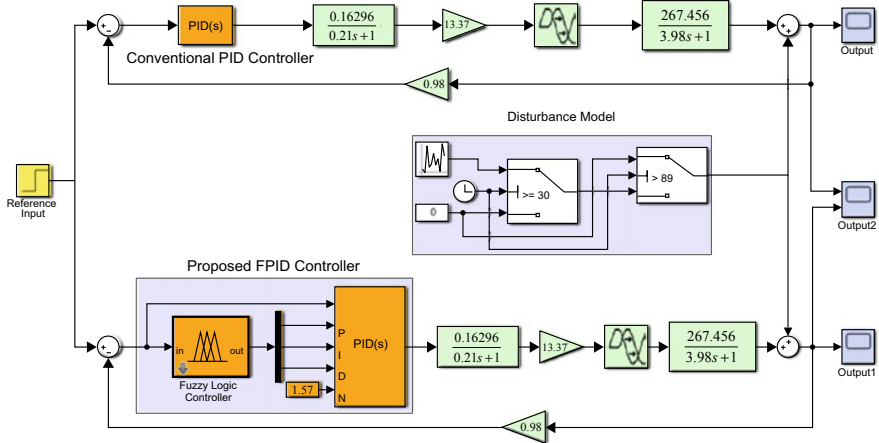 PID(s)
0.16296
0.21s+1
13.37
267.456
3.98s+1
Output
Conventional PID Controller
0.98
Disturbance Model
>= 30
> 89
0
Reference
Input
Output2
Proposed FPID Controller
in
out
Fuzzy Logic
Controller
P
I
D
N
PID(s)
1.57
0.16296
0.21s+1
13.37
267.456
3.98s+1
Output1
0.98